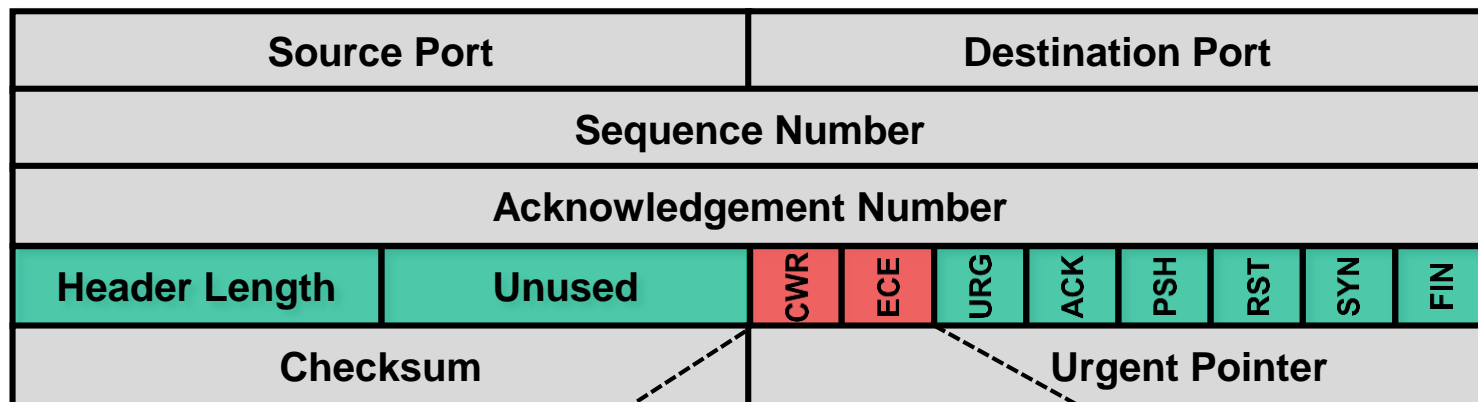 Source Port Destination Port
Sequence Number
Acknowledgement Number
Header Length Unused CWR ECE URG ACK PSH RST SYN FIN
Checksum Urgent Pointer